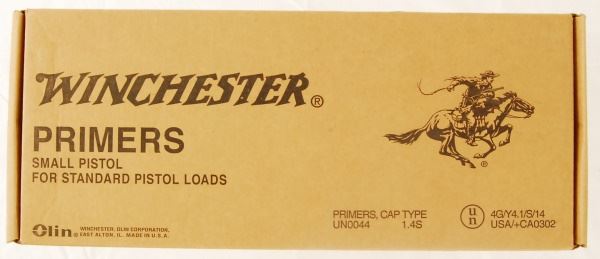 WINCHESTER®
PRIMERS
SMALL PISTOL
FOR STANDARD PISTOL LOADS
®
Olin WINCHESTER, OLIN CORPORATION,
EAST ALTON, IL. MADE IN U.S.A.
PRIMERS, CAP TYPE
UN0044 1.4S
u
n
4G/Y4.1/S/14
USA/+CA0302